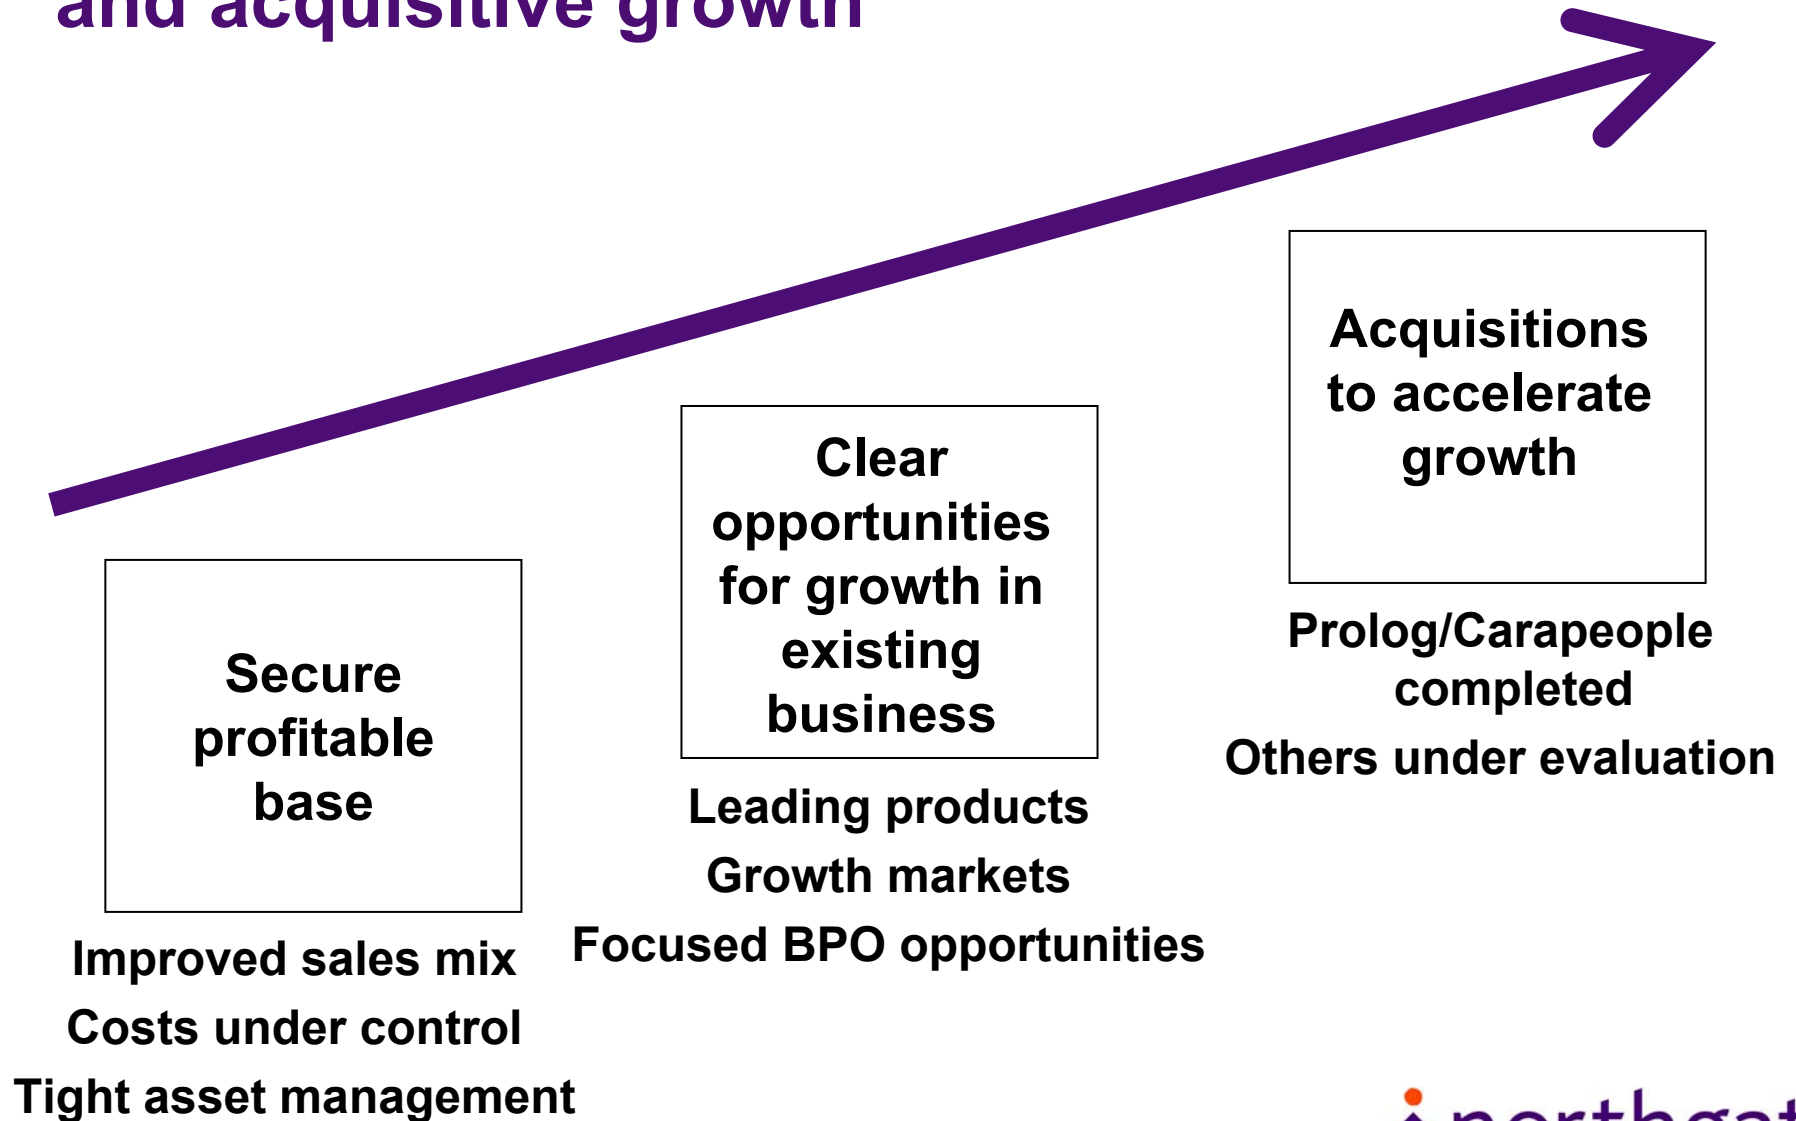 and acquisitive growth
Secure
profitable
base
Improved sales mix
Costs under control
Tight asset management
Clear
opportunities
for growth in
existing
business
Leading products
Growth markets
Focused BPO opportunities
Acquisitions
to accelerate
growth
Prolog/Carapeople
completed
Others under evaluation